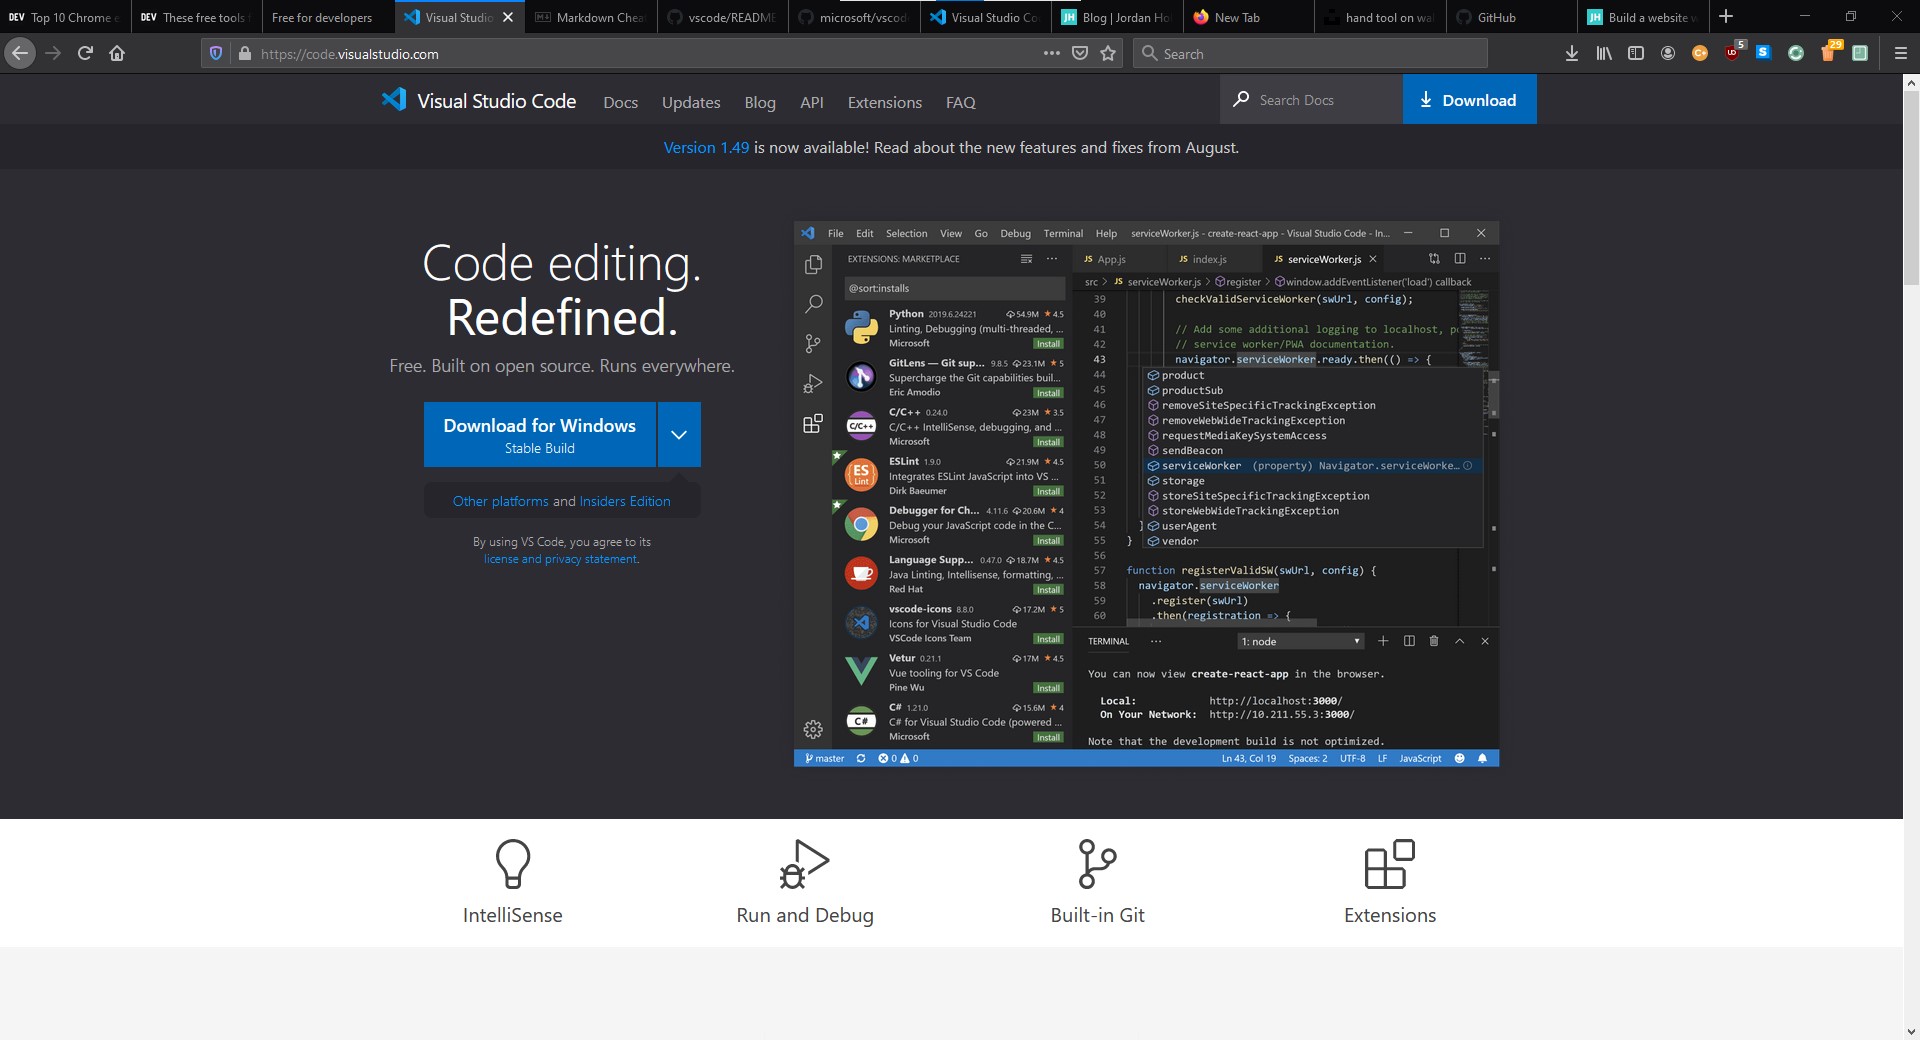 DEV Top 10 Chrome e
DEV These free tools f
Free for developers
Visual Studio
Markdown Chea
vscode/README
microsoft/vscod
Visual Studio Co
JH Blog | Jordan Ho
New Tab
hand tool on wa
GitHub
JH Build a website w
https://code.visualstudio.com
Search
5
29
Visual Studio Code
Docs
Updates
Blog
API
Extensions
FAQ
Search Docs
Download
Version 1.49 is now available! Read about the new features and fixes from August.
Code editing.
Redefined.
Free. Built on open source. Runs everywhere.
Download for Windows
Stable Build
Other platforms and Insiders Edition
By using VS Code, you agree to its
license and privacy statement.
File Edit Selection View Go Debug Terminal Help serviceWorker.js - create-react-app - Visual Studio Code - In...
EXTENSIONS: MARKETPLACE
@sort:installs
Python 2019.6.24221 54.9M 4.5
Linting, Debugging (multi-threaded, ...
Microsoft Install
GitLens — Git sup... 9.8.5 23.1M 5
Supercharge the Git capabilities buil...
Eric Amodio Install
C/C++ 0.24.0 23M 3.5
C/C++ IntelliSense, debugging, and ...
Microsoft Install
ESLint 1.9.0 21.9M 4.5
Integrates ESLint JavaScript into VS ...
Dirk Baeumer Install
Debugger for Ch... 4.11.6 20.6M 4
Debug your JavaScript code in the C...
Microsoft Install
Language Supp... 0.47.0 18.7M 4.5
Java Linting, Intellisense, formatting, ...
Red Hat Install
vscode-icons 8.8.0 17.2M 5
Icons for Visual Studio Code
VSCode Icons Team Install
Vetur 0.21.1 17M 4.5
Vue tooling for VS Code
Pine Wu Install
C# 1.21.0 15.6M 4
C# for Visual Studio Code (powered ...
Microsoft Install
JS App.js
JS index.js
JS serviceWorker.js
src > JS serviceWorker.js > register > window.addEventListener('load') callback
39 checkValidServiceWorker(swUrl, config);
40
41 // Add some additional logging to localhost, p
42 // service worker/PWA documentation.
43 navigator.serviceWorker.ready.then(() => {
44 product
45 productSub
46 removeSiteSpecificTrackingException
47 removeWebWideTrackingException
48 requestMediaKeySystemAccess
49 sendBeacon
50 serviceWorker (property) Navigator.serviceWorke...
51 storage
52 storeSiteSpecificTrackingException
53 storeWebWideTrackingException
54 } userAgent
55 } vendor
56
57 function registerValidSW(swUrl, config) {
58 navigator.serviceWorker
59 .register(swUrl)
60 .then(registration => {
TERMINAL ... 1: node
You can now view create-react-app in the browser.
Local: http://localhost:3000/
On Your Network: http://10.211.55.3:3000/
Note that the development build is not optimized.
master 0 0 Ln 43, Col 19 Spaces: 2 UTF-8 LF JavaScript
IntelliSense
Run and Debug
Built-in Git
Extensions